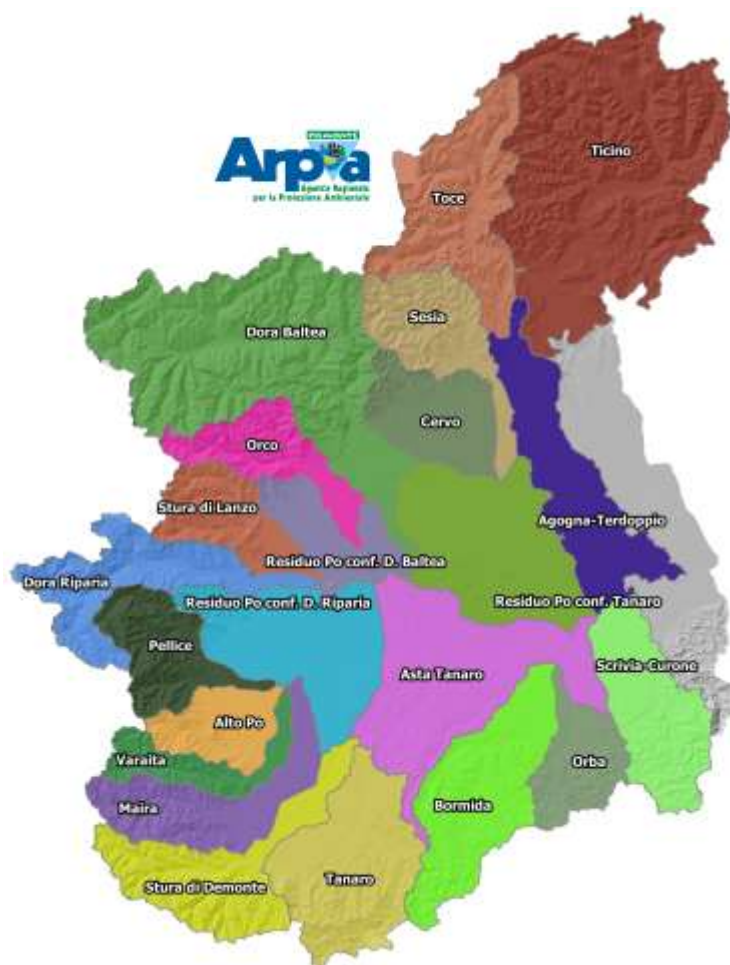 PIEMONTE
Arpa
Agenzia Regionale
per la Protezione Ambientale
Ticino
Toce
Sesia
Dora Baltea
Cervo
Orco
Stura di Lanzo
Agogna-Terdoppio
Residuo Po conf. D. Baltea
Dora Riparia
Residuo Po conf. D. Riparia
Residuo Po conf. Tanaro
Pellice
Asta Tanaro
Scrivia-Curone
Alto Po
Varaita
Orba
Maira
Bormida
Stura di Demonte
Tanaro